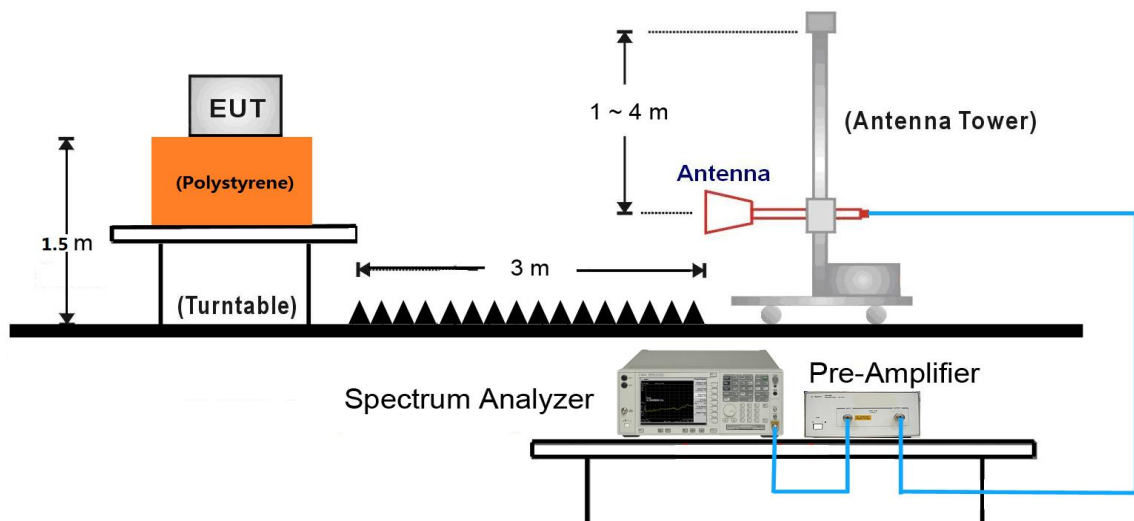 EUT
(Polystyrene)
1.5 m
(Turntable)
3 m
1 ~ 4 m
(Antenna Tower)
Antenna
Spectrum Analyzer
Pre-Amplifier